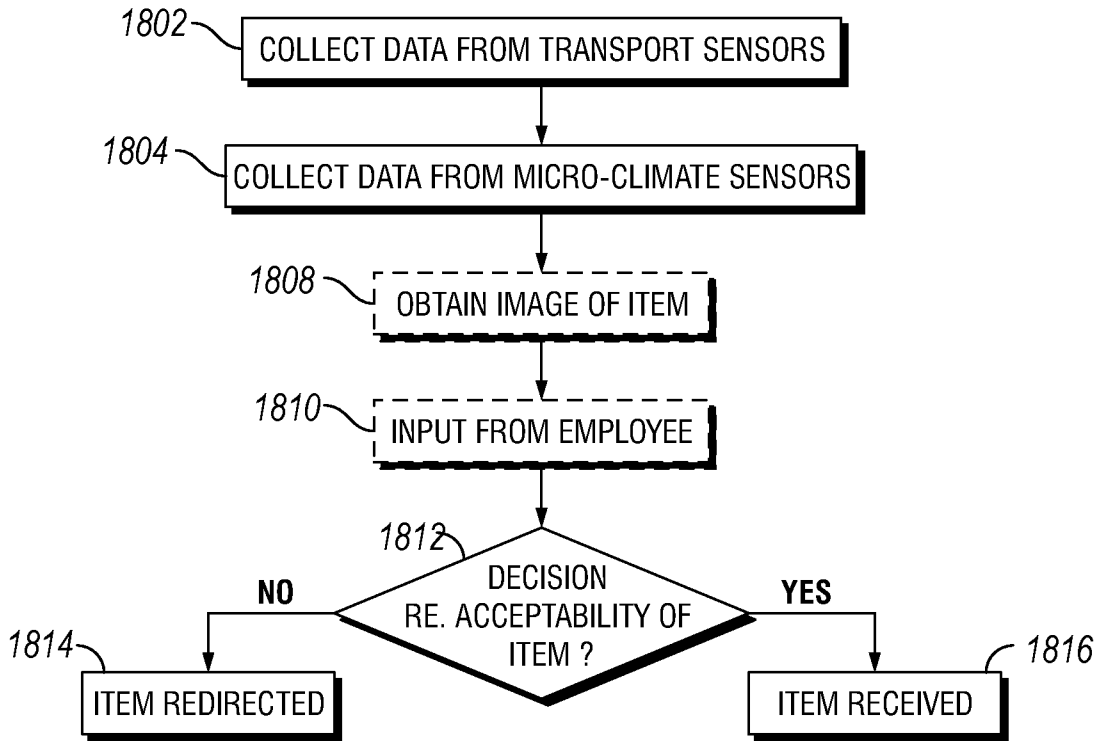 1802
COLLECT DATA FROM TRANSPORT SENSORS
1804
COLLECT DATA FROM MICRO-CLIMATE SENSORS
1808
OBTAIN IMAGE OF ITEM
1810
INPUT FROM EMPLOYEE
1812
DECISION
RE. ACCEPTABILITY OF
ITEM ?
NO
YES
1814
ITEM REDIRECTED
1816
ITEM RECEIVED